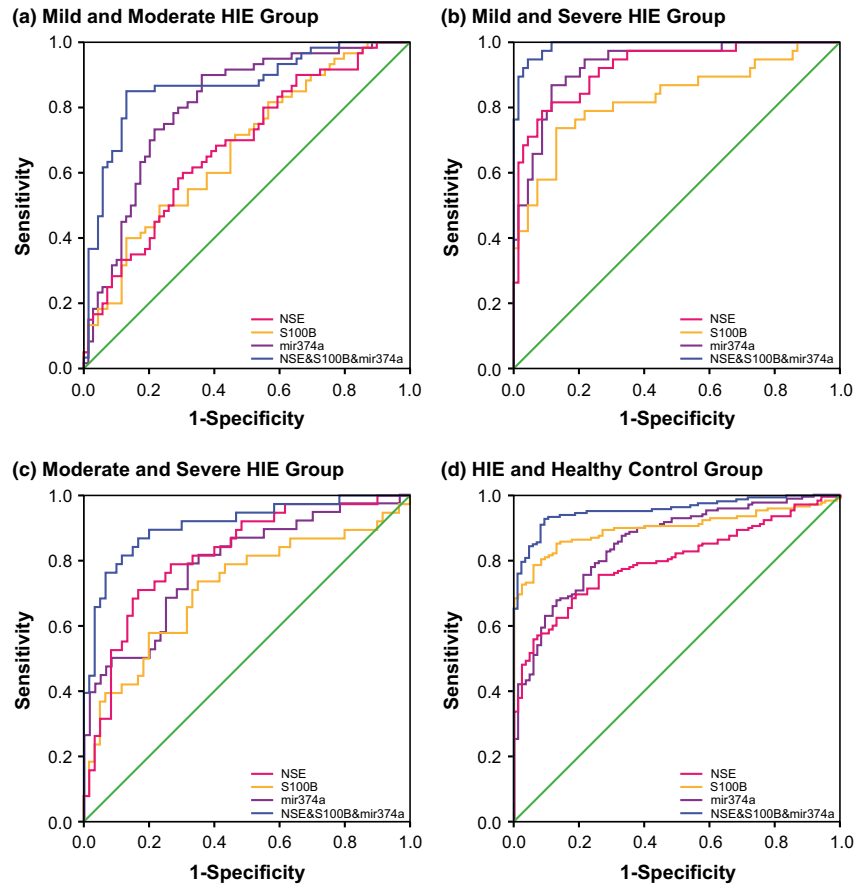 (a) Mild and Moderate HIE Group
1.0
0.8
0.6
0.4
0.2
0.0
Sensitivity
NSE
S100B
mir374a
NSE&S100B&mir374a
0.0 0.2 0.4 0.6 0.8 1.0
1-Specificity
(b) Mild and Severe HIE Group
1.0
0.8
0.6
0.4
0.2
0.0
Sensitivity
NSE
S100B
mir374a
NSE&S100B&mir374a
0.0 0.2 0.4 0.6 0.8 1.0
1-Specificity
(c) Moderate and Severe HIE Group
1.0
0.8
0.6
0.4
0.2
0.0
Sensitivity
NSE
S100B
mir374a
NSE&S100B&mir374a
0.0 0.2 0.4 0.6 0.8 1.0
1-Specificity
(d) HIE and Healthy Control Group
1.0
0.8
0.6
0.4
0.2
0.0
Sensitivity
NSE
S100B
mir374a
NSE&S100B&mir374a
0.0 0.2 0.4 0.6 0.8 1.0
1-Specificity